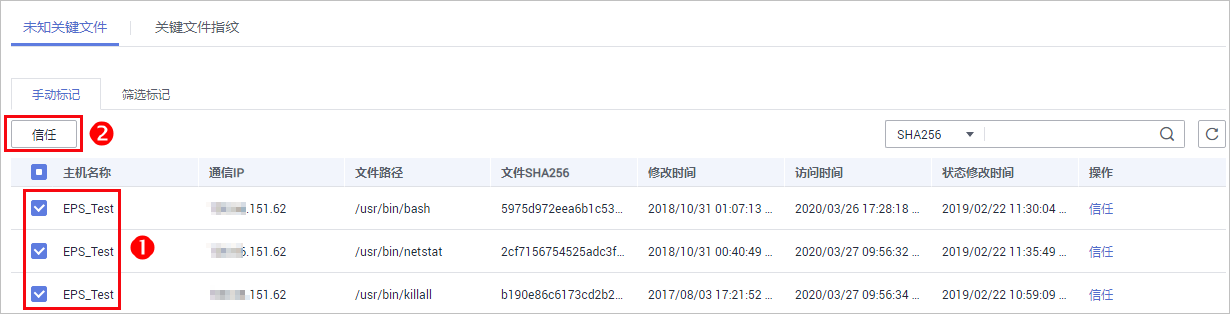 未知关键文件 关键文件指纹
手动标记 筛选标记
信任 2 SHA256
主机名称 通信IP 文件路径 文件SHA256 修改时间 访问时间 状态修改时间 操作
EPS_Test .151.62 /usr/bin/bash 5975d972eea6b1c53... 2018/10/31 01:07:13 ... 2020/03/26 17:28:18 ... 2019/02/22 11:30:04 ... 信任
EPS_Test 6.151.62 /usr/bin/netstat 2cf7156754525adc3f... 2018/10/31 00:40:49 ... 2020/03/27 09:56:32 ... 2019/02/22 11:35:49 ... 信任
1
EPS_Test .151.62 /usr/bin/killall b190e86c6173cd2b2... 2017/08/03 17:21:52 ... 2020/03/27 09:56:34 ... 2019/02/22 10:59:09 ... 信任